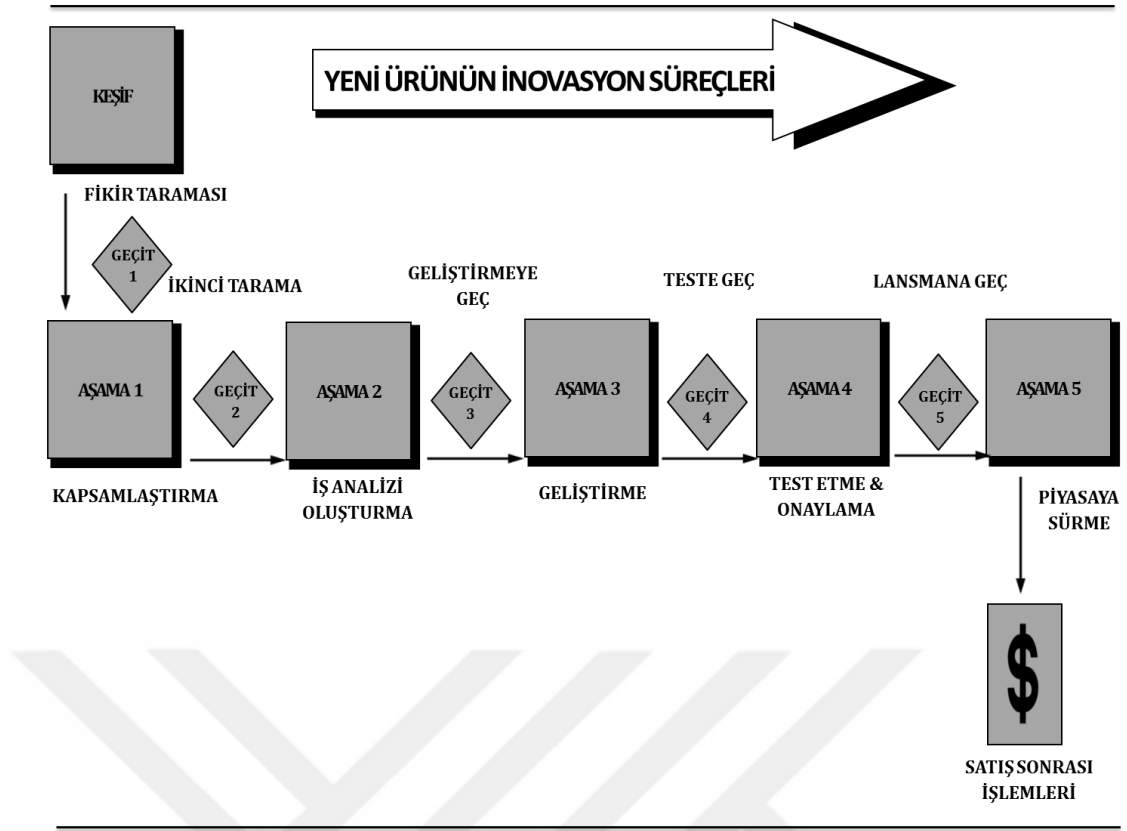 KEŞİF
YENİ ÜRÜNÜN İNOVASYON SÜREÇLERİ
FİKİR TARAMASI
GEÇİT
1
İKİNCİ TARAMA
GELİŞTİRMEYE
GEÇ
TESTE GEÇ
LANSMANA GEÇ
AŞAMA 1
GEÇİT
2
AŞAMA 2
GEÇİT
3
AŞAMA 3
GEÇİT
4
AŞAMA 4
GEÇİT
5
AŞAMA 5
KAPSAMLAŞTIRMA
İŞ ANALİZİ
OLUŞTURMA
GELİŞTİRME
TEST ETME &
ONAYLAMA
PİYASAYA
SÜRME
$
SATIŞ SONRASI
İŞLEMLERİ